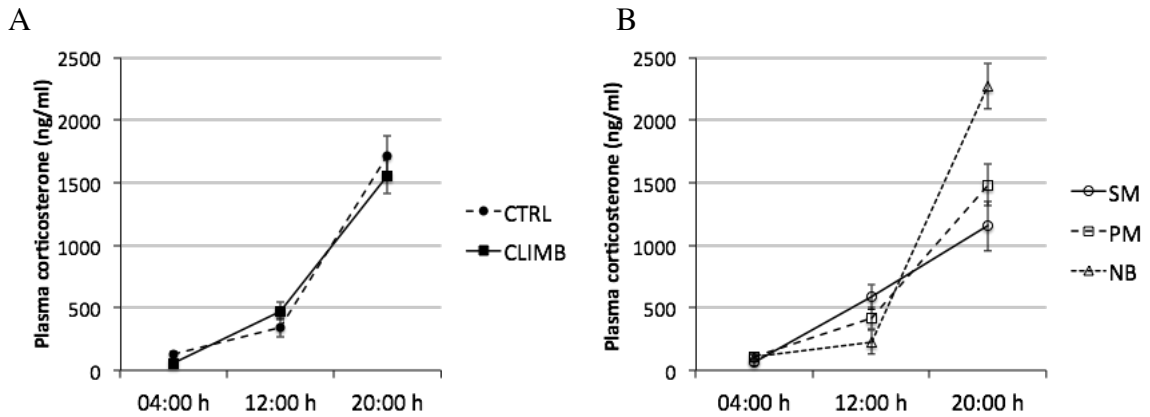 A
Plasma corticosterone (ng/ml)
2500
2000
1500
1000
500
0
04:00 h 12:00 h 20:00 h
CTRL
CLIMB
B
Plasma corticosterone (ng/ml)
2500
2000
1500
1000
500
0
04:00 h 12:00 h 20:00 h
SM
PM
NB